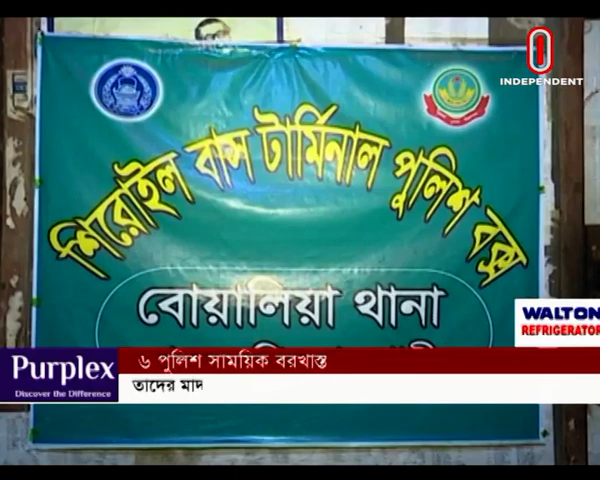 INDEPENDENT
শিরোইল বাস টার্মিনাল পুলিশ বক্স
বোয়ালিয়া থানা
WALTON
REFRIGERATOR
Purplex
Discover the Difference
৬ পুলিশ সাময়িক বরখাস্ত
তাদের মাদ